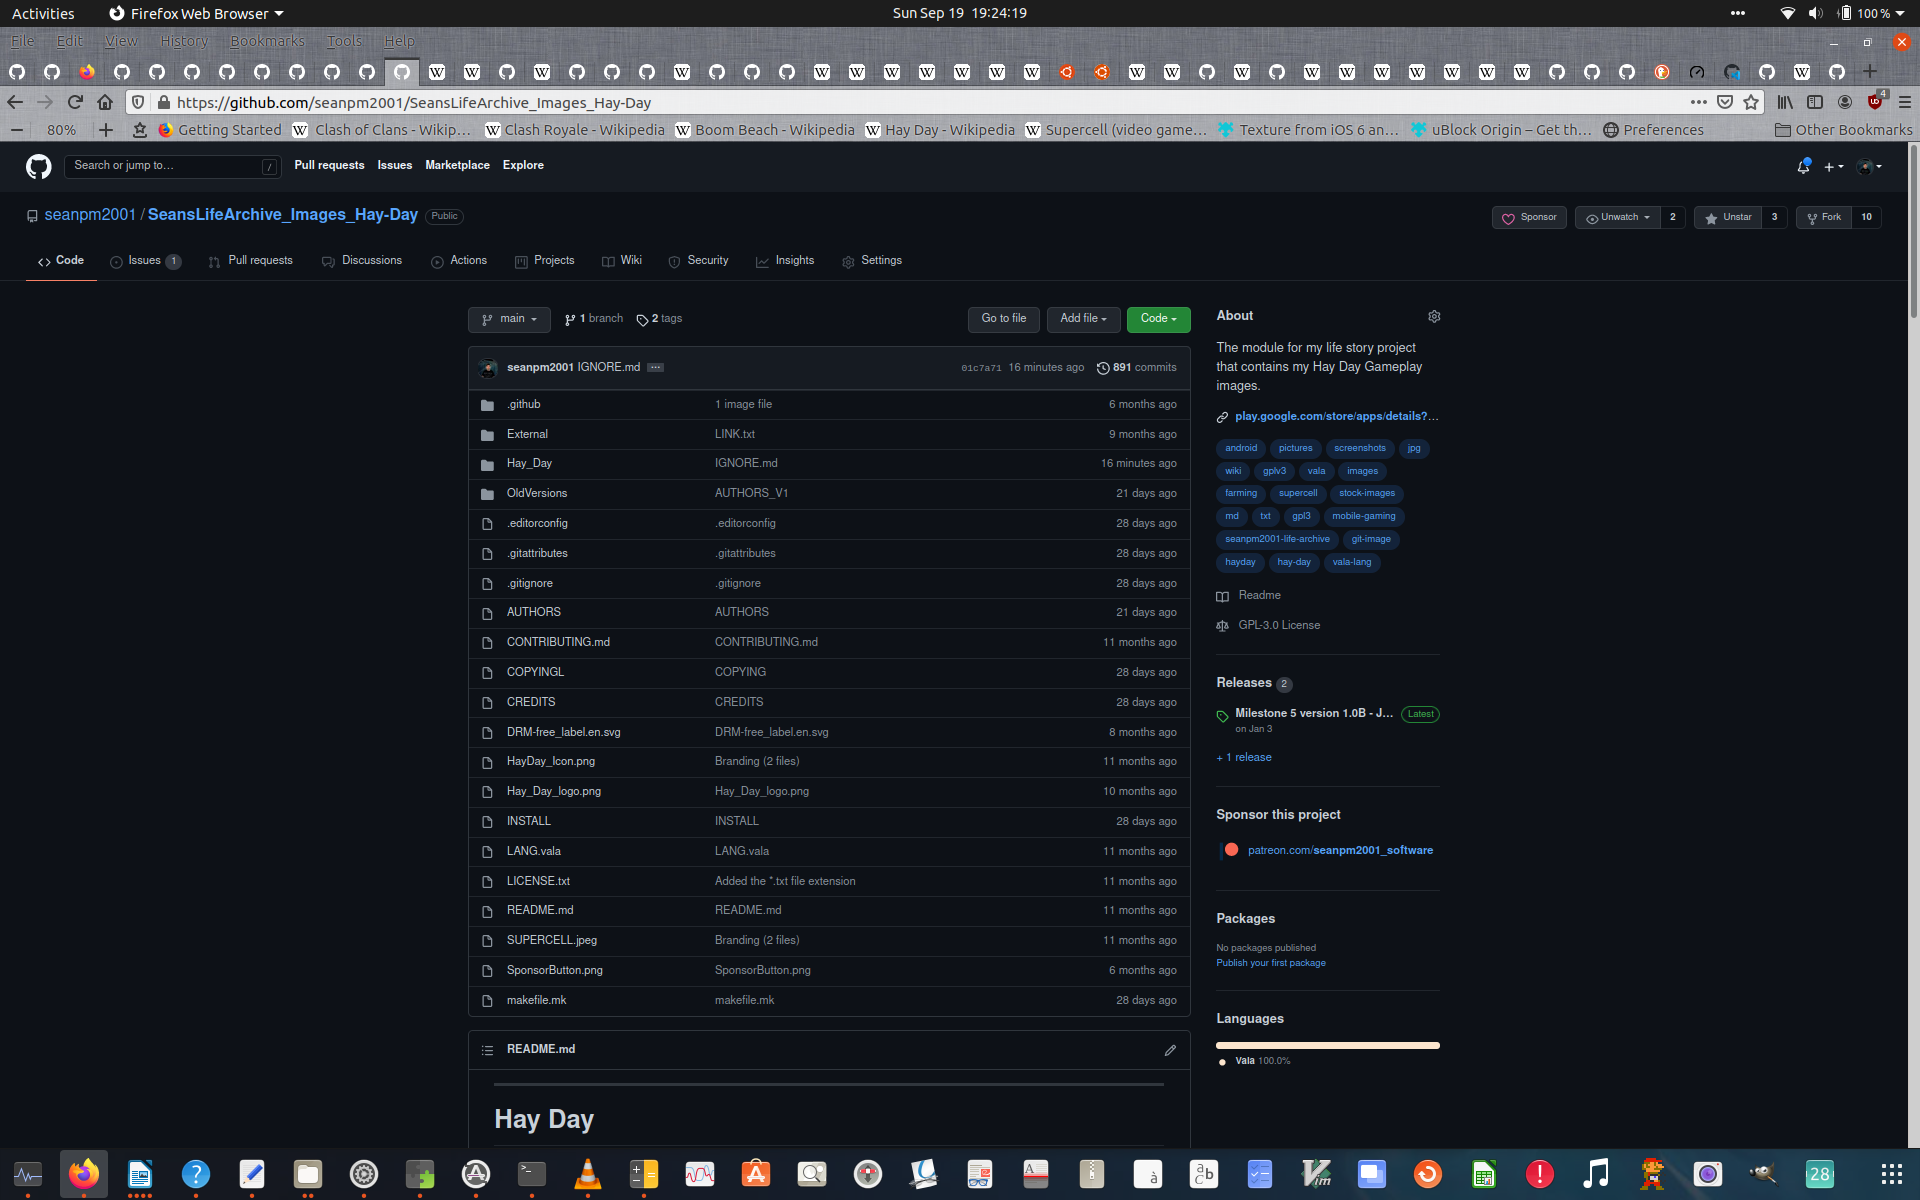 Activities Firefox Web Browser Sun Sep 19 19:24:19 100 %
File Edit View History Bookmarks Tools Help
https://github.com/seanpm2001/SeansLifeArchive_Images_Hay-Day 4
80% Getting Started Clash of Clans - Wikip… Clash Royale - Wikipedia Boom Beach - Wikipedia Hay Day - Wikipedia Supercell (video game… Texture from iOS 6 an… uBlock Origin – Get th… Preferences Other Bookmarks
Search or jump to… / Pull requests Issues Marketplace Explore
seanpm2001 / SeansLifeArchive_Images_Hay-Day Public Sponsor Unwatch 2 Unstar 3 Fork 10
Code Issues 1 Pull requests Discussions Actions Projects Wiki Security Insights Settings
main 1 branch 2 tags Go to file Add file Code
seanpm2001 IGNORE.md ... 01c7a71 16 minutes ago 891 commits
.github 1 image file 6 months ago
External LINK.txt 9 months ago
Hay_Day IGNORE.md 16 minutes ago
OldVersions AUTHORS_V1 21 days ago
.editorconfig .editorconfig 28 days ago
.gitattributes .gitattributes 28 days ago
.gitignore .gitignore 28 days ago
AUTHORS AUTHORS 21 days ago
CONTRIBUTING.md CONTRIBUTING.md 11 months ago
COPYINGL COPYING 28 days ago
CREDITS CREDITS 28 days ago
DRM-free_label.en.svg DRM-free_label.en.svg 8 months ago
HayDay_Icon.png Branding (2 files) 11 months ago
Hay_Day_logo.png Hay_Day_logo.png 10 months ago
INSTALL INSTALL 28 days ago
LANG.vala LANG.vala 11 months ago
LICENSE.txt Added the *.txt file extension 11 months ago
README.md README.md 11 months ago
SUPERCELL.jpeg Branding (2 files) 11 months ago
SponsorButton.png SponsorButton.png 6 months ago
makefile.mk makefile.mk 28 days ago
README.md
Hay Day
About
The module for my life story project
that contains my Hay Day Gameplay
images.
play.google.com/store/apps/details?…
android pictures screenshots jpg
wiki gplv3 vala images
farming supercell stock-images
md txt gpl3 mobile-gaming
seanpm2001-life-archive git-image
hayday hay-day vala-lang
Readme
GPL-3.0 License
Releases 2
Milestone 5 version 1.0B - J… Latest
on Jan 3
+ 1 release
Sponsor this project
patreon.com/seanpm2001_software
Packages
No packages published
Publish your first package
Languages
Vala 100.0%
28